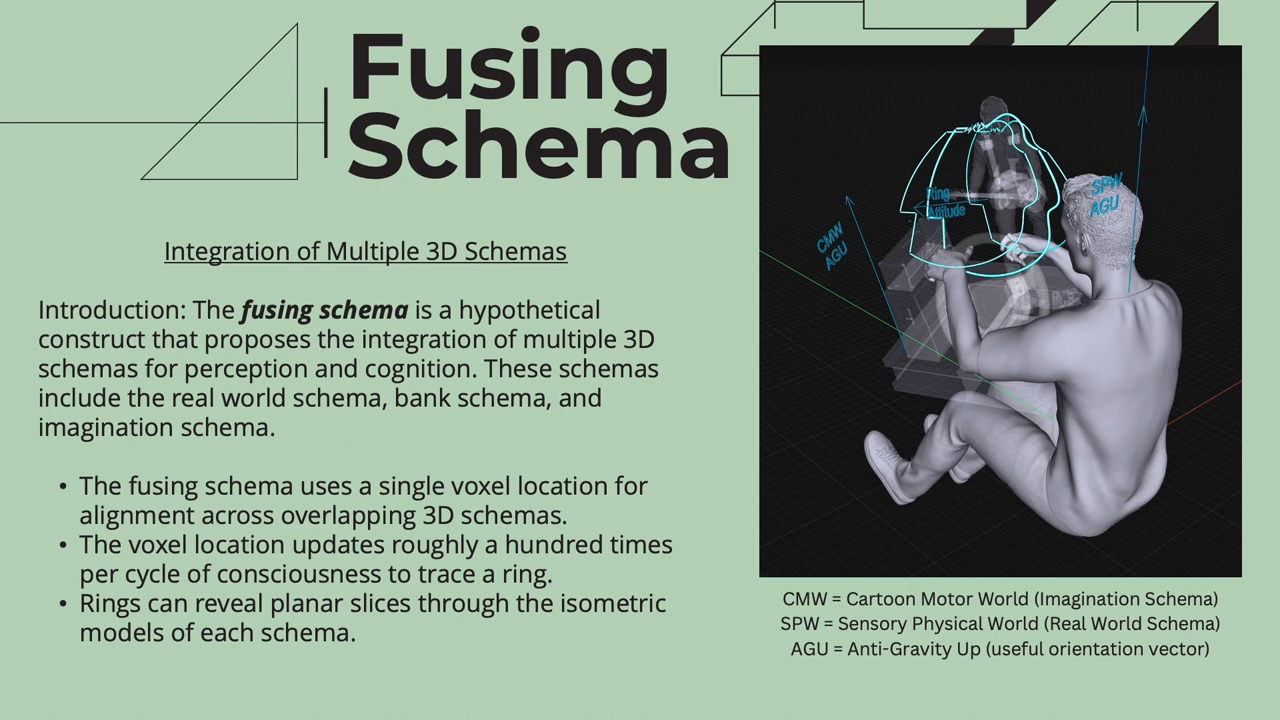 Fusing
Schema
Integration of Multiple 3D Schemas
Introduction: The fusing schema is a hypothetical
construct that proposes the integration of multiple 3D
schemas for perception and cognition. These schemas
include the real world schema, bank schema, and
imagination schema.
• The fusing schema uses a single voxel location for
alignment across overlapping 3D schemas.
• The voxel location updates roughly a hundred times
per cycle of consciousness to trace a ring.
• Rings can reveal planar slices through the isometric
models of each schema.
Ring
Attitude
SPW
AGU
CMW
AGU
CMW = Cartoon Motor World (Imagination Schema)
SPW = Sensory Physical World (Real World Schema)
AGU = Anti-Gravity Up (useful orientation vector)